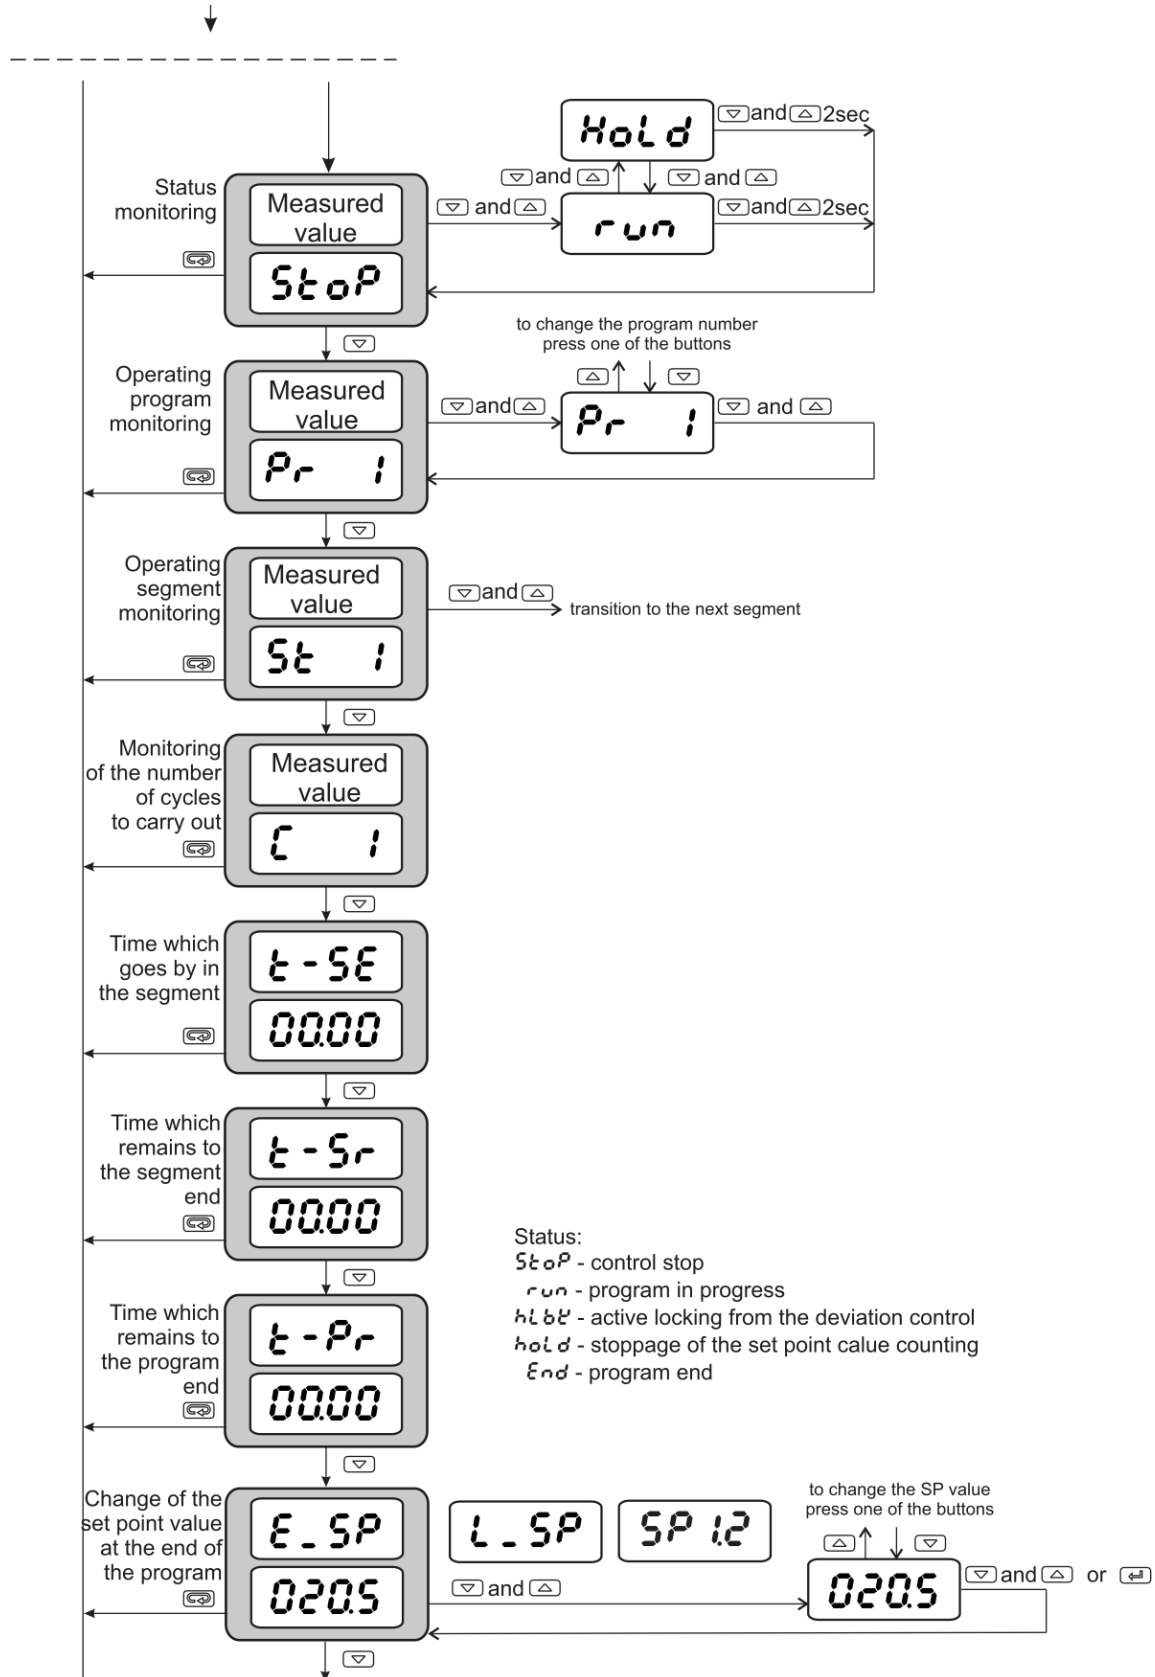 HoLd
and 2sec
and
and
Status
monitoring
Measured
value
and
run
and 2sec
StoP
to change the program number
press one of the buttons
Operating
program
monitoring
Measured
value
and
Pr 1
and
Pr 1
Operating
segment
monitoring
Measured
value
and
transition to the next segment
St 1
Monitoring
of the number
of cycles
to carry out
Measured
value
C 1
Time which
goes by in
the segment
t-SE
00.00
Time which
remains to
the segment
end
t-Sr
00.00
Status:
StoP - control stop
run - program in progress
hLbk - active locking from the deviation control
hoLd - stoppage of the set point calue counting
End - program end
Time which
remains to
the program
end
t-Pr
00.00
Change of the
set point value
at the end of
the program
E_SP
020.5
L_SP
SP1.2
and
to change the SP value
press one of the buttons
020.5
and or